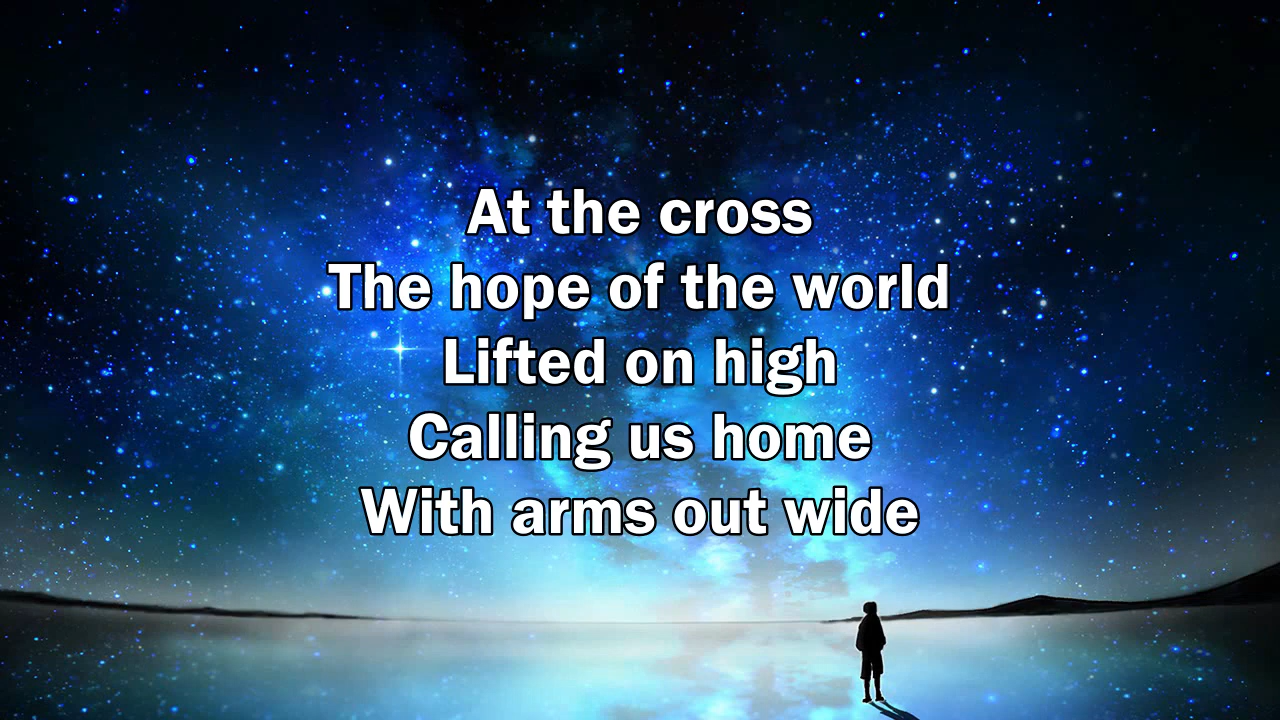 At the cross
The hope of the world
Lifted on high
Calling us home
With arms out wide